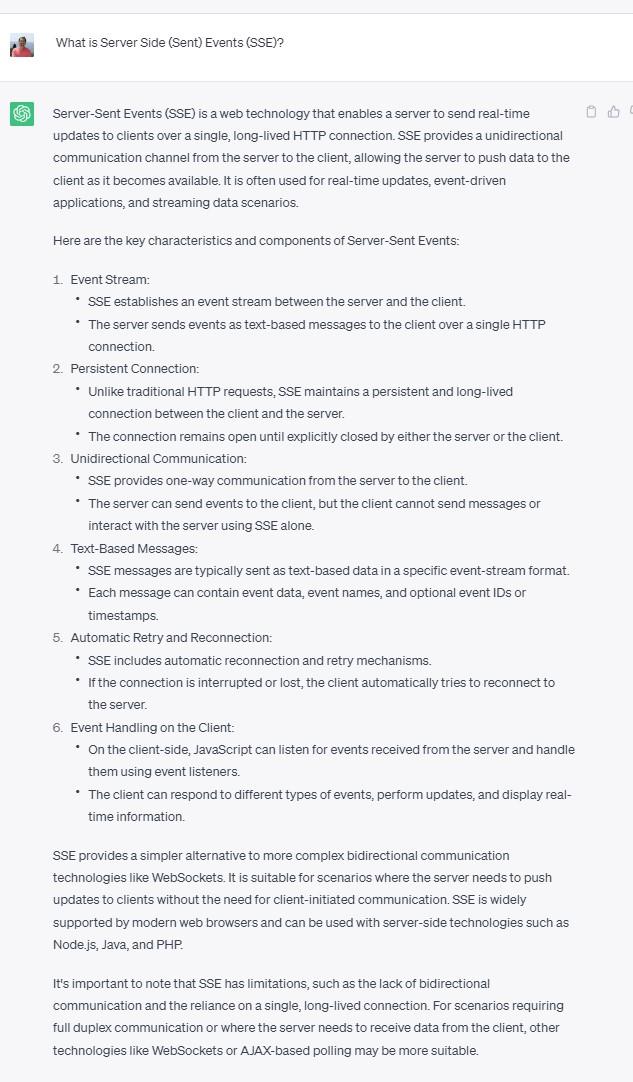 What is Server Side (Sent) Events (SSE)?
Server-Sent Events (SSE) is a web technology that enables a server to send real-time
updates to clients over a single, long-lived HTTP connection. SSE provides a unidirectional
communication channel from the server to the client, allowing the server to push data to the
client as it becomes available. It is often used for real-time updates, event-driven
applications, and streaming data scenarios.
Here are the key characteristics and components of Server-Sent Events:
1. Event Stream:
• SSE establishes an event stream between the server and the client.
• The server sends events as text-based messages to the client over a single HTTP
connection.
2. Persistent Connection:
• Unlike traditional HTTP requests, SSE maintains a persistent and long-lived
connection between the client and the server.
• The connection remains open until explicitly closed by either the server or the client.
3. Unidirectional Communication:
• SSE provides one-way communication from the server to the client.
• The server can send events to the client, but the client cannot send messages or
interact with the server using SSE alone.
4. Text-Based Messages:
• SSE messages are typically sent as text-based data in a specific event-stream format.
• Each message can contain event data, event names, and optional event IDs or
timestamps.
5. Automatic Retry and Reconnection:
• SSE includes automatic reconnection and retry mechanisms.
• If the connection is interrupted or lost, the client automatically tries to reconnect to
the server.
6. Event Handling on the Client:
• On the client-side, JavaScript can listen for events received from the server and handle
them using event listeners.
• The client can respond to different types of events, perform updates, and display real-
time information.
SSE provides a simpler alternative to more complex bidirectional communication
technologies like WebSockets. It is suitable for scenarios where the server needs to push
updates to clients without the need for client-initiated communication. SSE is widely
supported by modern web browsers and can be used with server-side technologies such as
Node.js, Java, and PHP.
It's important to note that SSE has limitations, such as the lack of bidirectional
communication and the reliance on a single, long-lived connection. For scenarios requiring
full duplex communication or where the server needs to receive data from the client, other
technologies like WebSockets or AJAX-based polling may be more suitable.